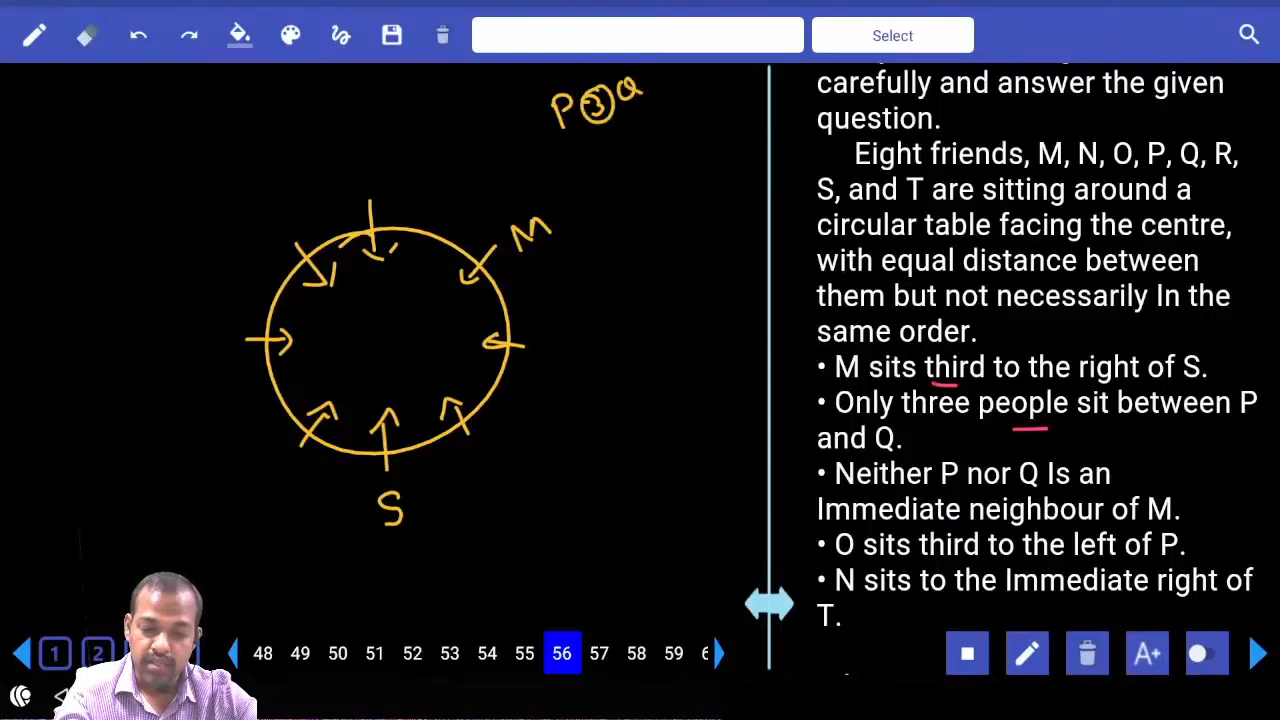 Select
P ③ Q
M
S
carefully and answer the given
question.
Eight friends, M, N, O, P, Q, R,
S, and T are sitting around a
circular table facing the centre,
with equal distance between
them but not necessarily In the
same order.
• M sits third to the right of S.
• Only three people sit between P
and Q.
• Neither P nor Q Is an
Immediate neighbour of M.
• O sits third to the left of P.
• N sits to the Immediate right of
T.
1 2 48 49 50 51 52 53 54 55 56 57 58 59
A+